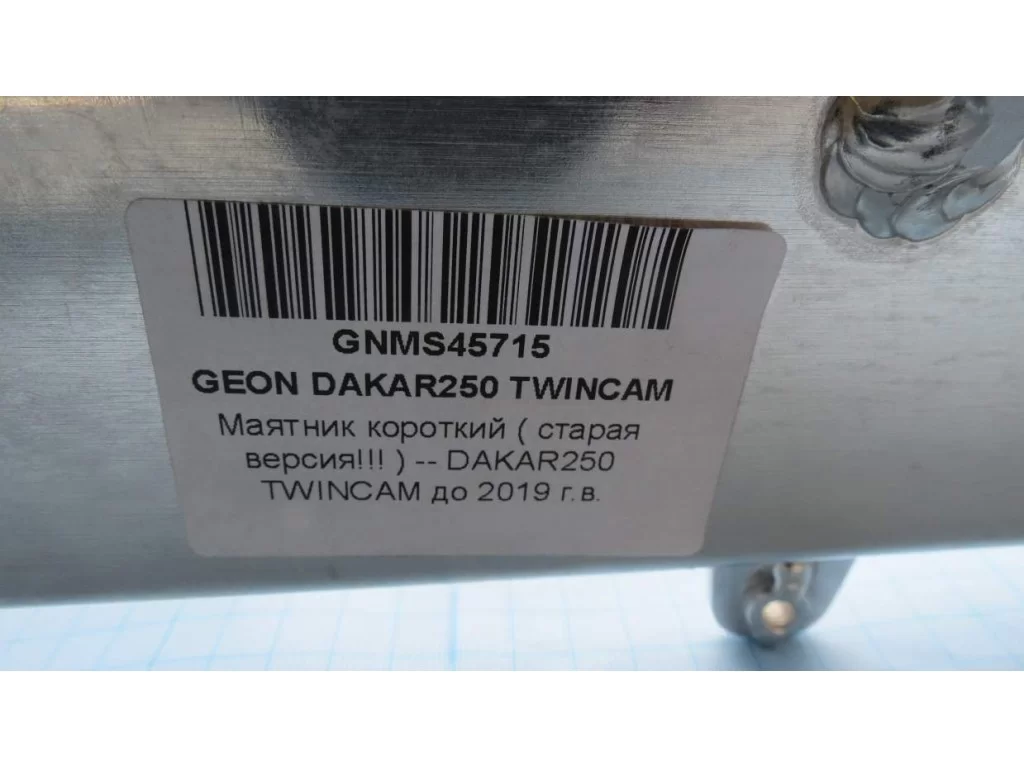 GNMS45715
GEON DAKAR250 TWINCAM
Маятник короткий ( старая
версия!!! ) -- DAKAR250
TWINCAM до 2019 г.в.